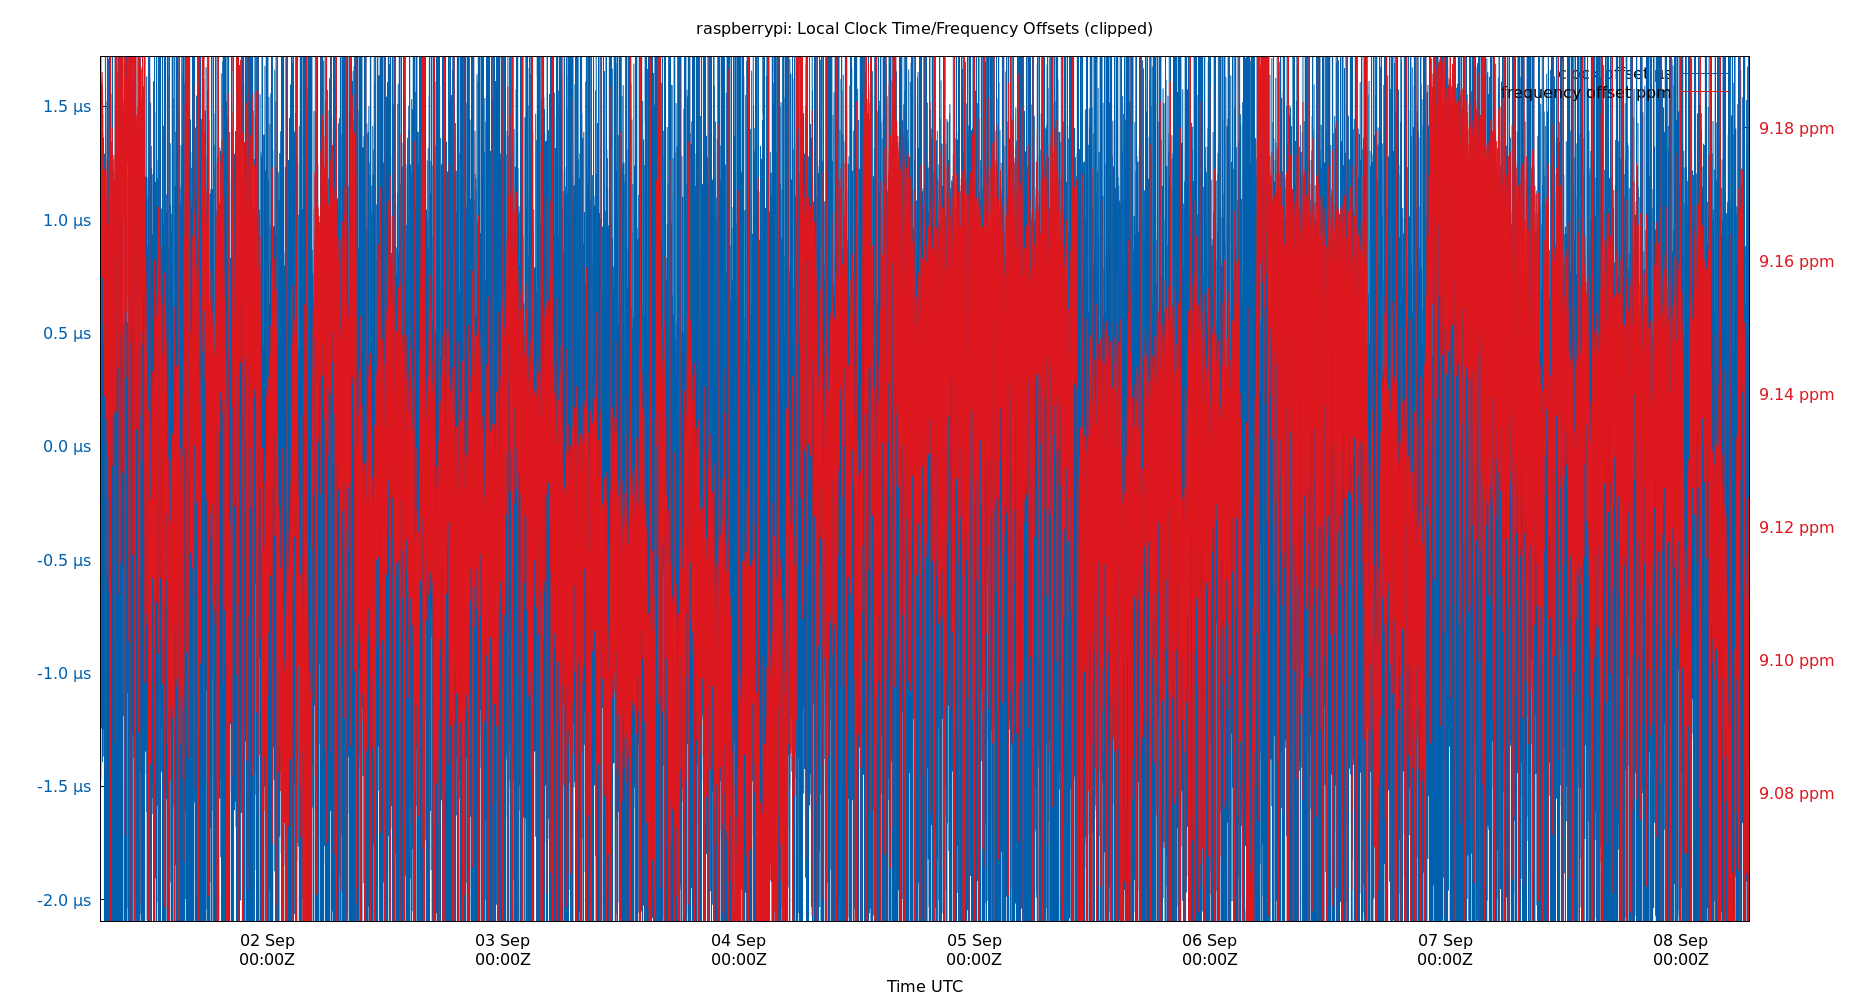 raspberrypi: Local Clock Time/Frequency Offsets (clipped)
clock offset µs
frequency offset ppm
1.5 µs
1.0 µs
0.5 µs
0.0 µs
-0.5 µs
-1.0 µs
-1.5 µs
-2.0 µs
9.18 ppm
9.16 ppm
9.14 ppm
9.12 ppm
9.10 ppm
9.08 ppm
02 Sep 03 Sep 04 Sep 05 Sep 06 Sep 07 Sep 08 Sep
00:00Z 00:00Z 00:00Z 00:00Z 00:00Z 00:00Z 00:00Z
Time UTC